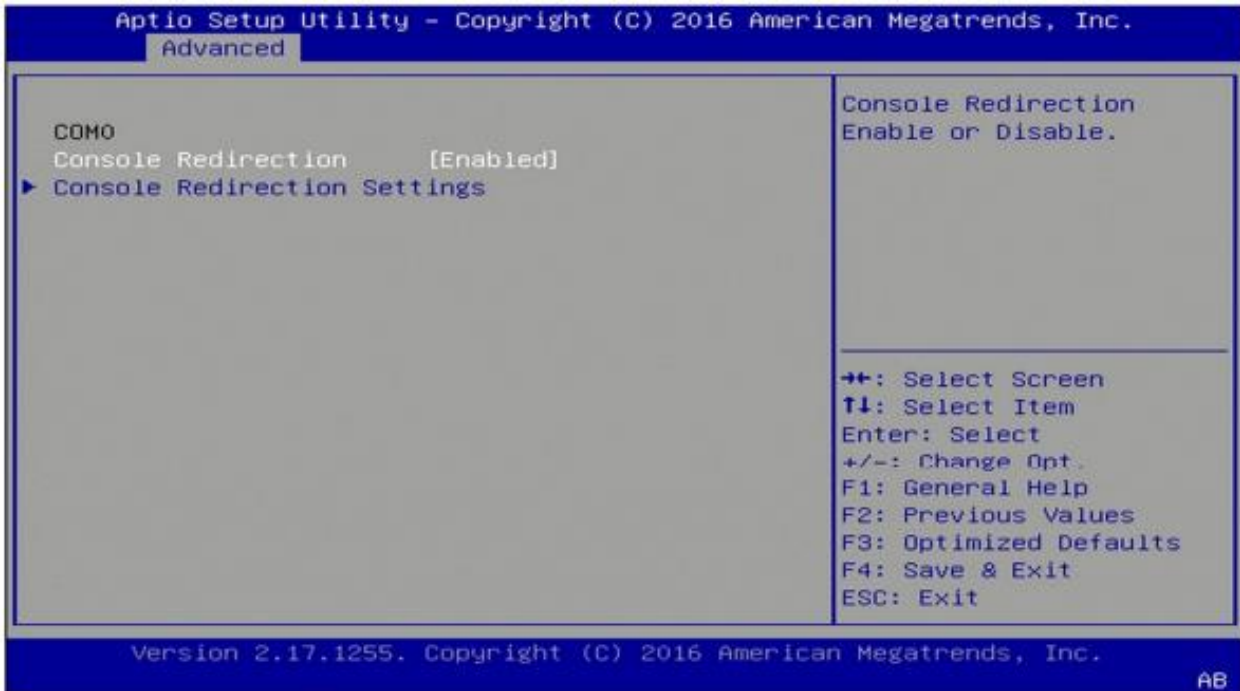 Aptio Setup Utility – Copyright (C) 2016 American Megatrends, Inc.
Advanced
COM0
Console Redirection [Enabled]
► Console Redirection Settings
Console Redirection
Enable or Disable.
→←: Select Screen
↑↓: Select Item
Enter: Select
+/-: Change Opt.
F1: General Help
F2: Previous Values
F3: Optimized Defaults
F4: Save & Exit
ESC: Exit
Version 2.17.1255. Copyright (C) 2016 American Megatrends, Inc.
AB